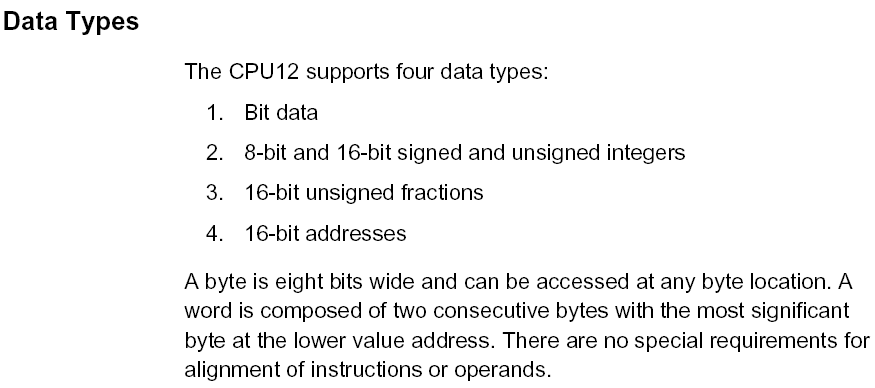 Data Types
The CPU12 supports four data types:
1. Bit data
2. 8-bit and 16-bit signed and unsigned integers
3. 16-bit unsigned fractions
4. 16-bit addresses
A byte is eight bits wide and can be accessed at any byte location. A
word is composed of two consecutive bytes with the most significant
byte at the lower value address. There are no special requirements for
alignment of instructions or operands.